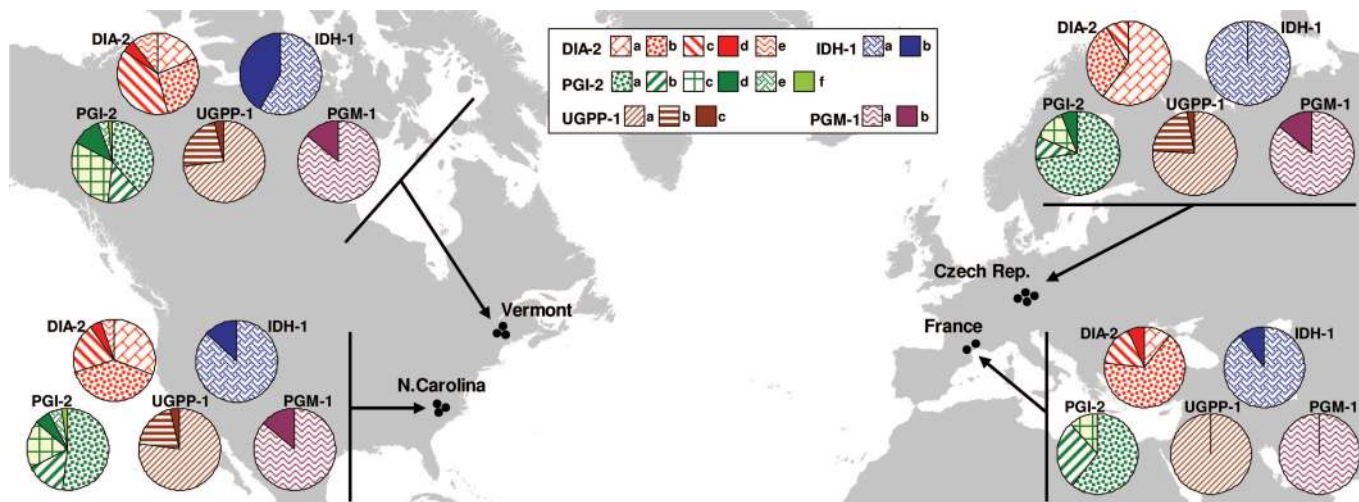 DIA-2 IDH-1
PGI-2 UGPP-1 PGM-1
DIA-2 a b c d e IDH-1 a b
PGI-2 a b c d e f
UGPP-1 a b c PGM-1 a b
DIA-2 IDH-1
PGI-2 UGPP-1 PGM-1
Vermont
N.Carolina
Czech Rep.
France
DIA-2 IDH-1
PGI-2 UGPP-1 PGM-1
DIA-2 IDH-1
PGI-2 UGPP-1 PGM-1